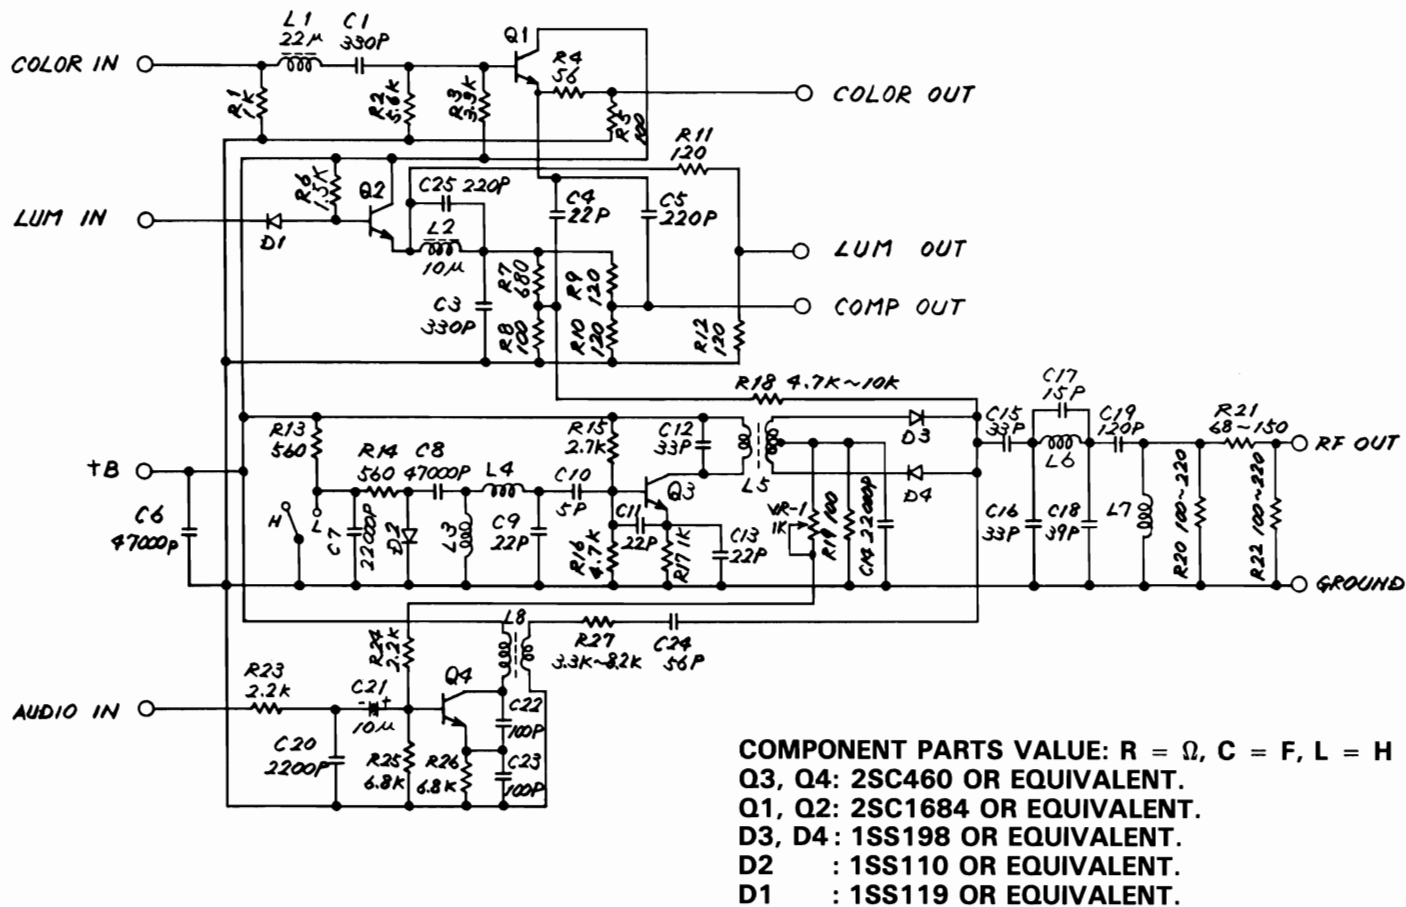 L1
22μ
C1
330P
COLOR IN
R1
1K
R2
5.6K
R3
3.9K
Q1
R4
56
R5
100
COLOR OUT
R11
120
R6
1.5K
Q2
C25 220P
LUM IN
D1
L2
10μ
C4
22P
C5
220P
LUM OUT
R7
680
R9
120
COMP OUT
C3
330P
R8
100
R10
120
R12
120
R18 4.7K~10K
C17
15P
R13
560
R14
560
C8
47000P
L4
C10
5P
R15
2.7K
C12
33P
Q3
L5
D3
D4
C15
33P
L6
C19
120P
R21
68~150
RF OUT
+B
C6
47000P
H
L
C7
22000P
D2
L3
C9
22P
R16
4.7K
C11
22P
R17 1K
C13
22P
VR-1
1K
R19 100
C14 22000P
C16
33P
C18
39P
L7
R20 100~220
R22 100~220
GROUND
R24
2.2K
L8
R27
3.3K~8.2K
C24
56P
R23
2.2K
C21
- +
10μ
Q4
C22
100P
AUDIO IN
C20
2200P
R25
6.8K
R26
6.8K
C23
100P
COMPONENT PARTS VALUE: R = Ω, C = F, L = H
Q3, Q4: 2SC460 OR EQUIVALENT.
Q1, Q2: 2SC1684 OR EQUIVALENT.
D3, D4: 1SS198 OR EQUIVALENT.
D2 : 1SS110 OR EQUIVALENT.
D1 : 1SS119 OR EQUIVALENT.